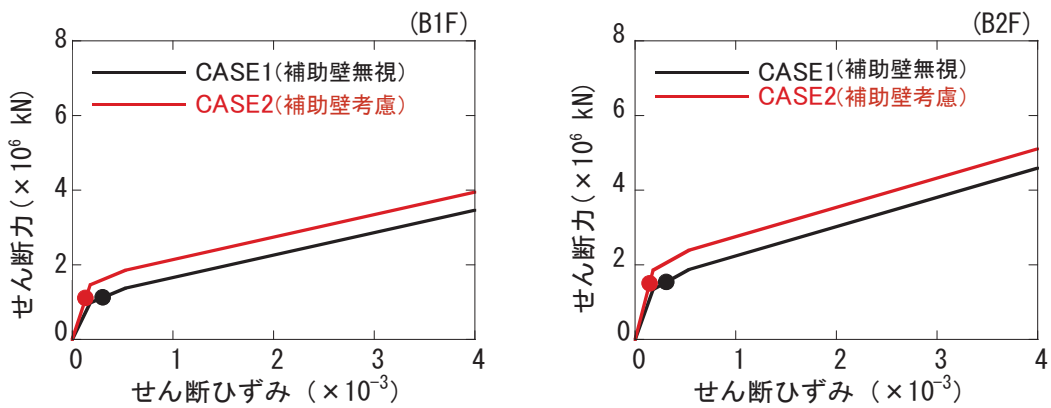 (B1F)
8
6
4
2
0
CASE1(補助壁無視)
CASE2(補助壁考慮)
せん断力(×10⁶ kN)
0 1 2 3 4
せん断ひずみ (×10⁻³)
(B2F)
8
6
4
2
0
CASE1(補助壁無視)
CASE2(補助壁考慮)
せん断力(×10⁶ kN)
0 1 2 3 4
せん断ひずみ (×10⁻³)